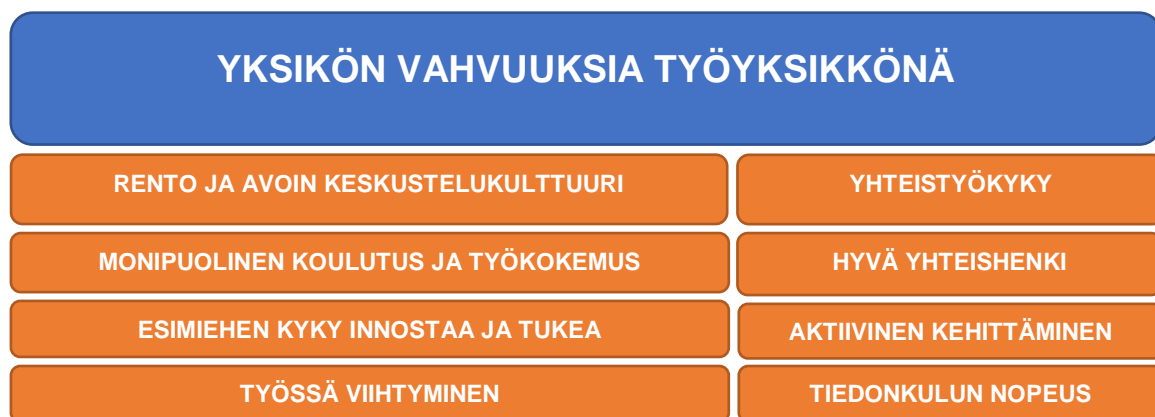 YKSIKÖN VAHVUUKSIA TYÖYKSIKKÖNÄ
RENTO JA AVOIN KESKUSTELUKULTTUURI
YHTEISTYÖKYKY
MONIPUOLINEN KOULUTUS JA TYÖKOKEMUS
HYVÄ YHTEISHENKI
ESIMIEHEN KYKY INNOSTAA JA TUKEA
AKTIIVINEN KEHITTÄMINEN
TYÖSSÄ VIIHTYMINEN
TIEDONKULUN NOPEUS